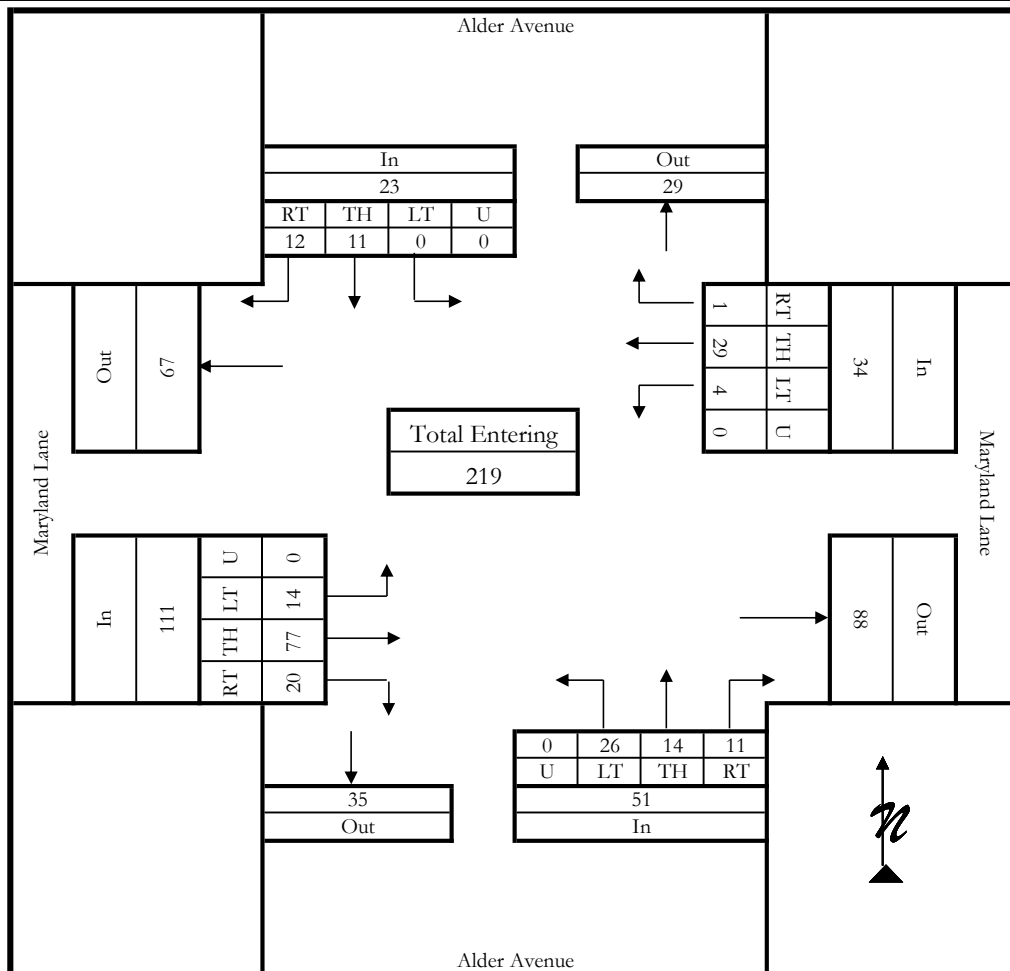 Alder Avenue
In
23
RT TH LT U
12 11 0 0
Out
29
Out
67
Maryland Lane
1 RT
29 TH
4 LT
0 U
34
In
Maryland Lane
Total Entering
219
In
111
U 0
LT 14
TH 77
RT 20
88
Out
0 26 14 11
U LT TH RT
51
In
35
Out
N
Alder Avenue